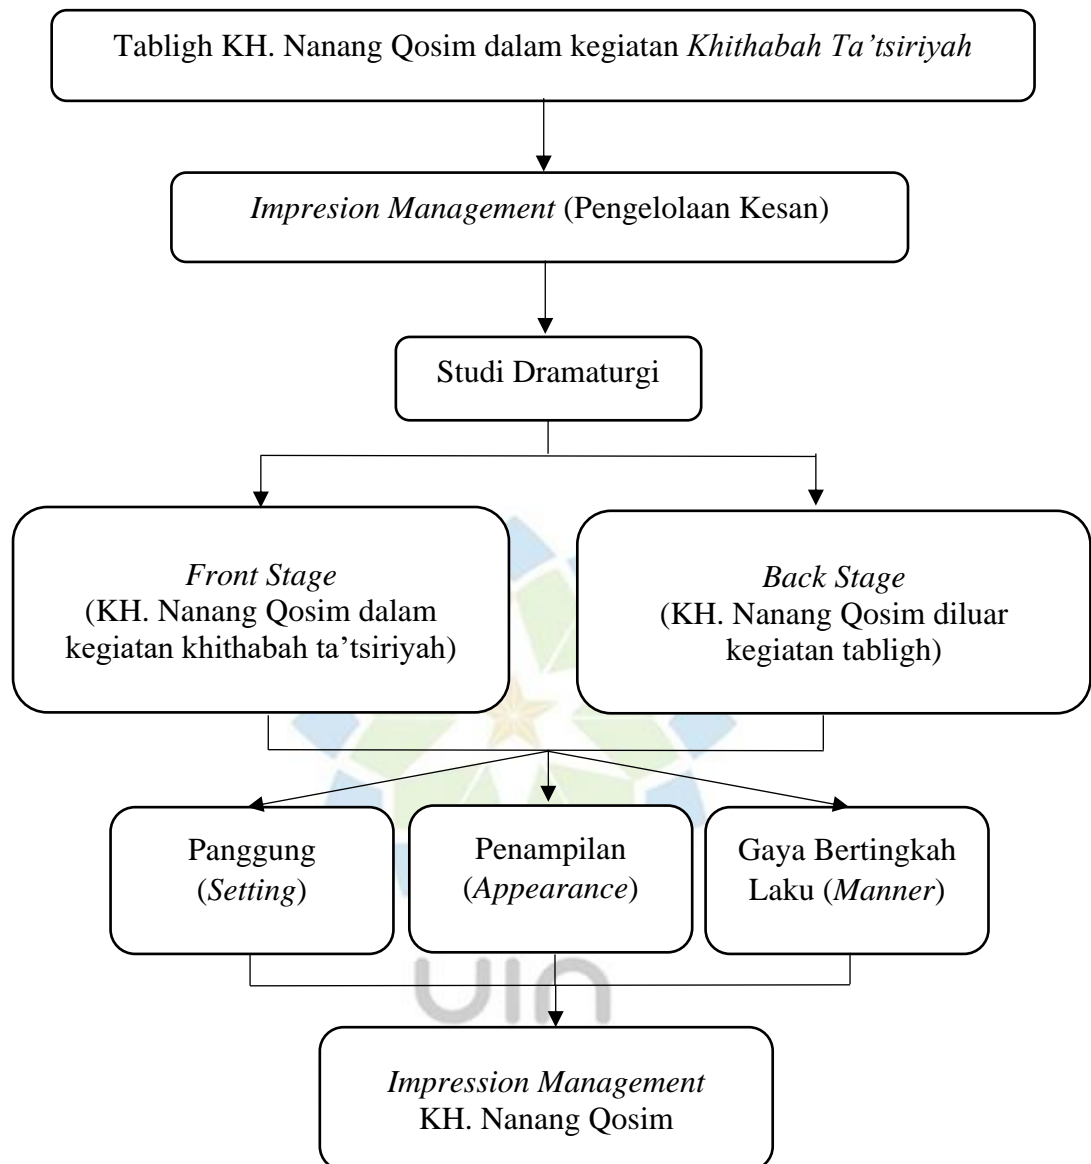 Tabligh KH. Nanang Qosim dalam kegiatan Khithabah Ta’tsiriyah
Impresion Management (Pengelolaan Kesan)
Studi Dramaturgi
Front Stage
(KH. Nanang Qosim dalam
kegiatan khithabah ta’tsiriyah)
Back Stage
(KH. Nanang Qosim diluar
kegiatan tabligh)
Panggung
(Setting)
Penampilan
(Appearance)
Gaya Bertingkah
Laku (Manner)
uin
Impression Management
KH. Nanang Qosim